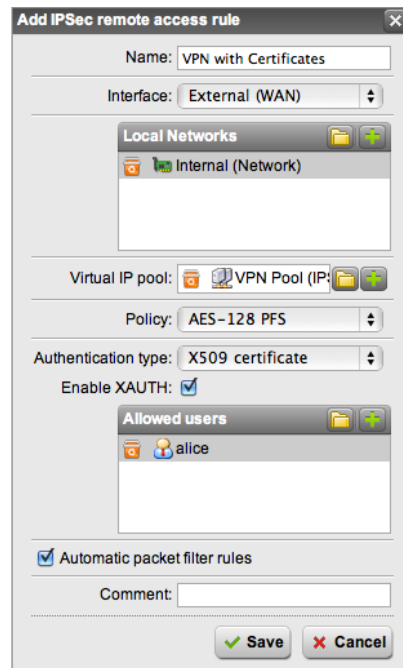 Add IPSec remote access rule
Name: VPN with Certificates
Interface: External (WAN)
Local Networks
Internal (Network)
Virtual IP pool: VPN Pool (IPS
Policy: AES-128 PFS
Authentication type: X509 certificate
Enable XAUTH:
Allowed users
alice
Automatic packet filter rules
Comment:
Save Cancel